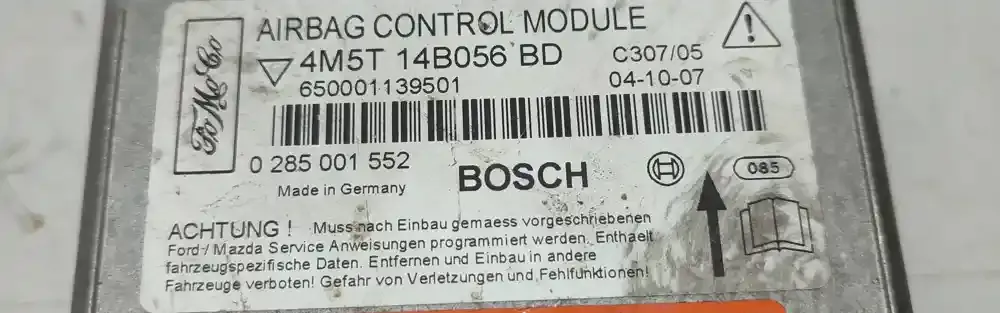 AIRBAG CONTROL MODULE
FoMoCo
4M5T 14B056 BD C307/05
650001139501 04-10-07
0 285 001 552
Made in Germany BOSCH 085
ACHTUNG ! Muss nach Einbau gemaess vorgeschriebenen
Ford-/ Mazda Service Anweisungen programmiert werden. Enthaelt
fahrzeugspezifische Daten. Entfernen und Einbau in andere
Fahrzeuge verboten! Gefahr von Verletzungen und Fehlfunktionen!